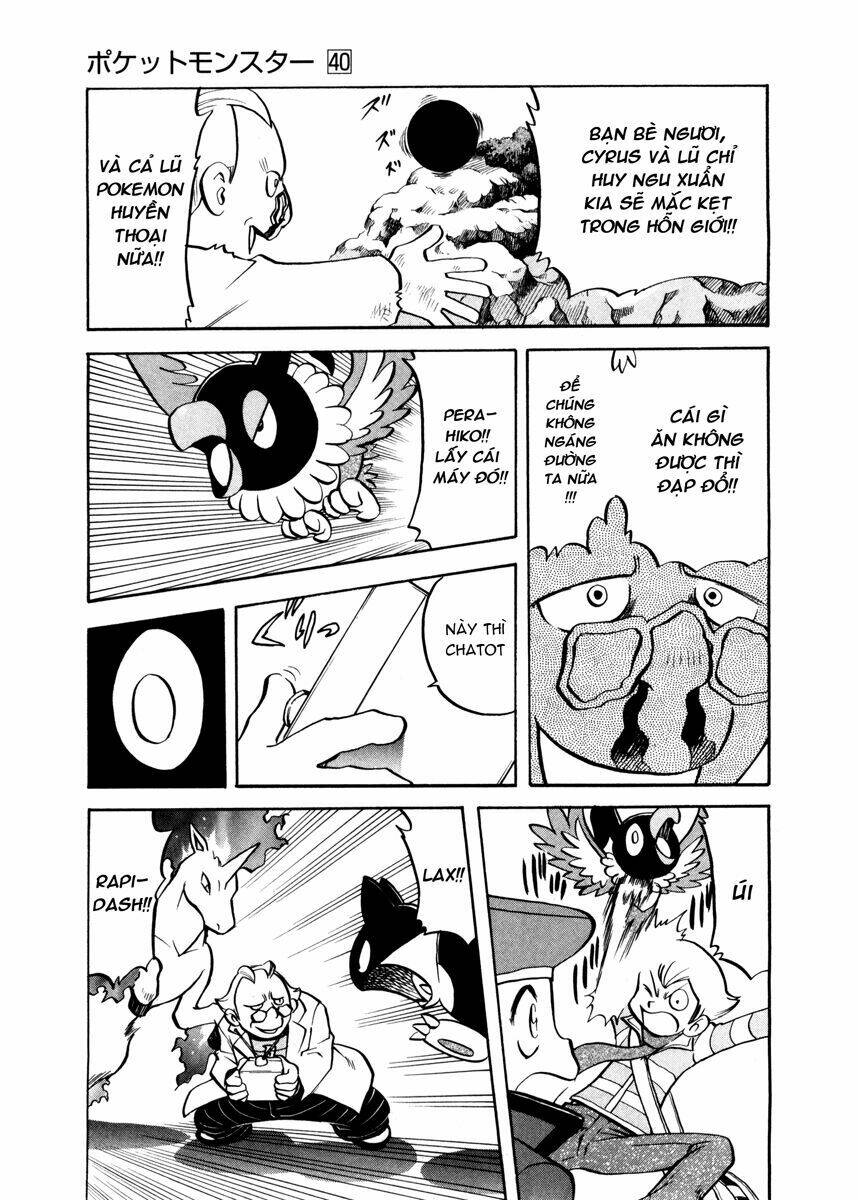 ポケットモンスター 40
BẠN BÈ NGƯƠI,
CYRUS VÀ LŨ CHỈ
HUY NGU XUẨN
KIA SẼ MẮC KẸT
TRONG HỖN GIỚI!!
ズ
ズ
ズ
VÀ CẢ LŨ
POKEMON
HUYỀN
THOẠI
NỮA!!
CÁI GÌ
ĂN KHÔNG
ĐƯỢC THÌ
ĐẠP ĐỔ!!
ĐỂ
CHÚNG
KHÔNG
NGÁNG
ĐƯỜNG
TA NỮA
!!!
PERA-
HIKO!!
LẤY CÁI
MÁY ĐÓ!!
NÀY THÌ
CHATOT
ÚI
LAX!!
RAPI-
DASH!!